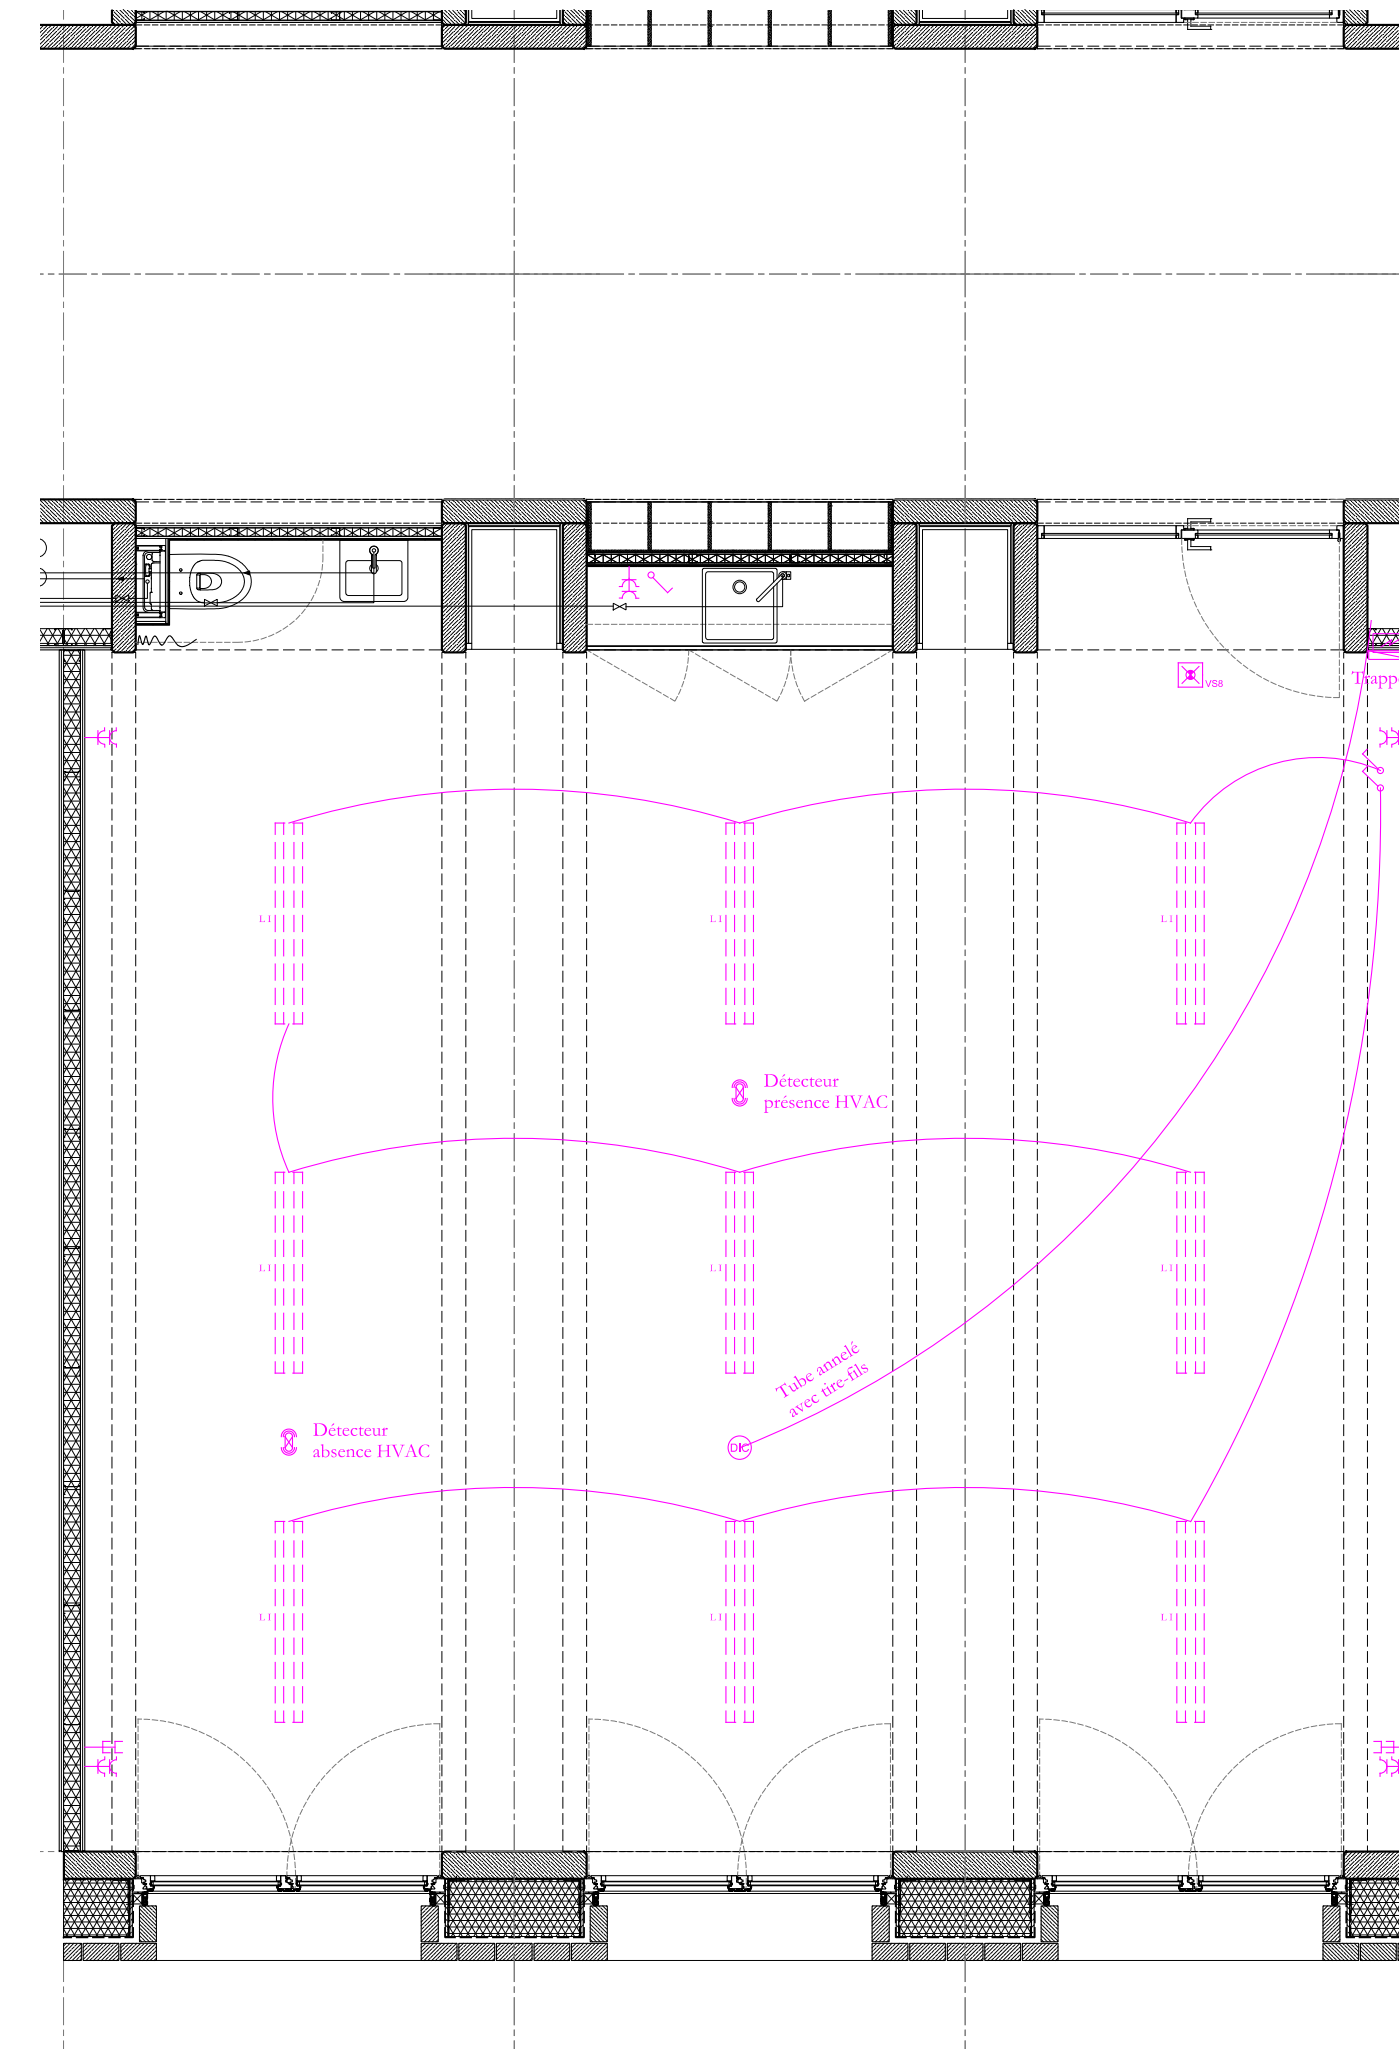 VS8
Trapp
L1
L1
L1
Détecteur
présence HVAC
L1
L1
L1
Tube annelé
avec tire-fils
Détecteur
absence HVAC
DIC
L1
L1
L1